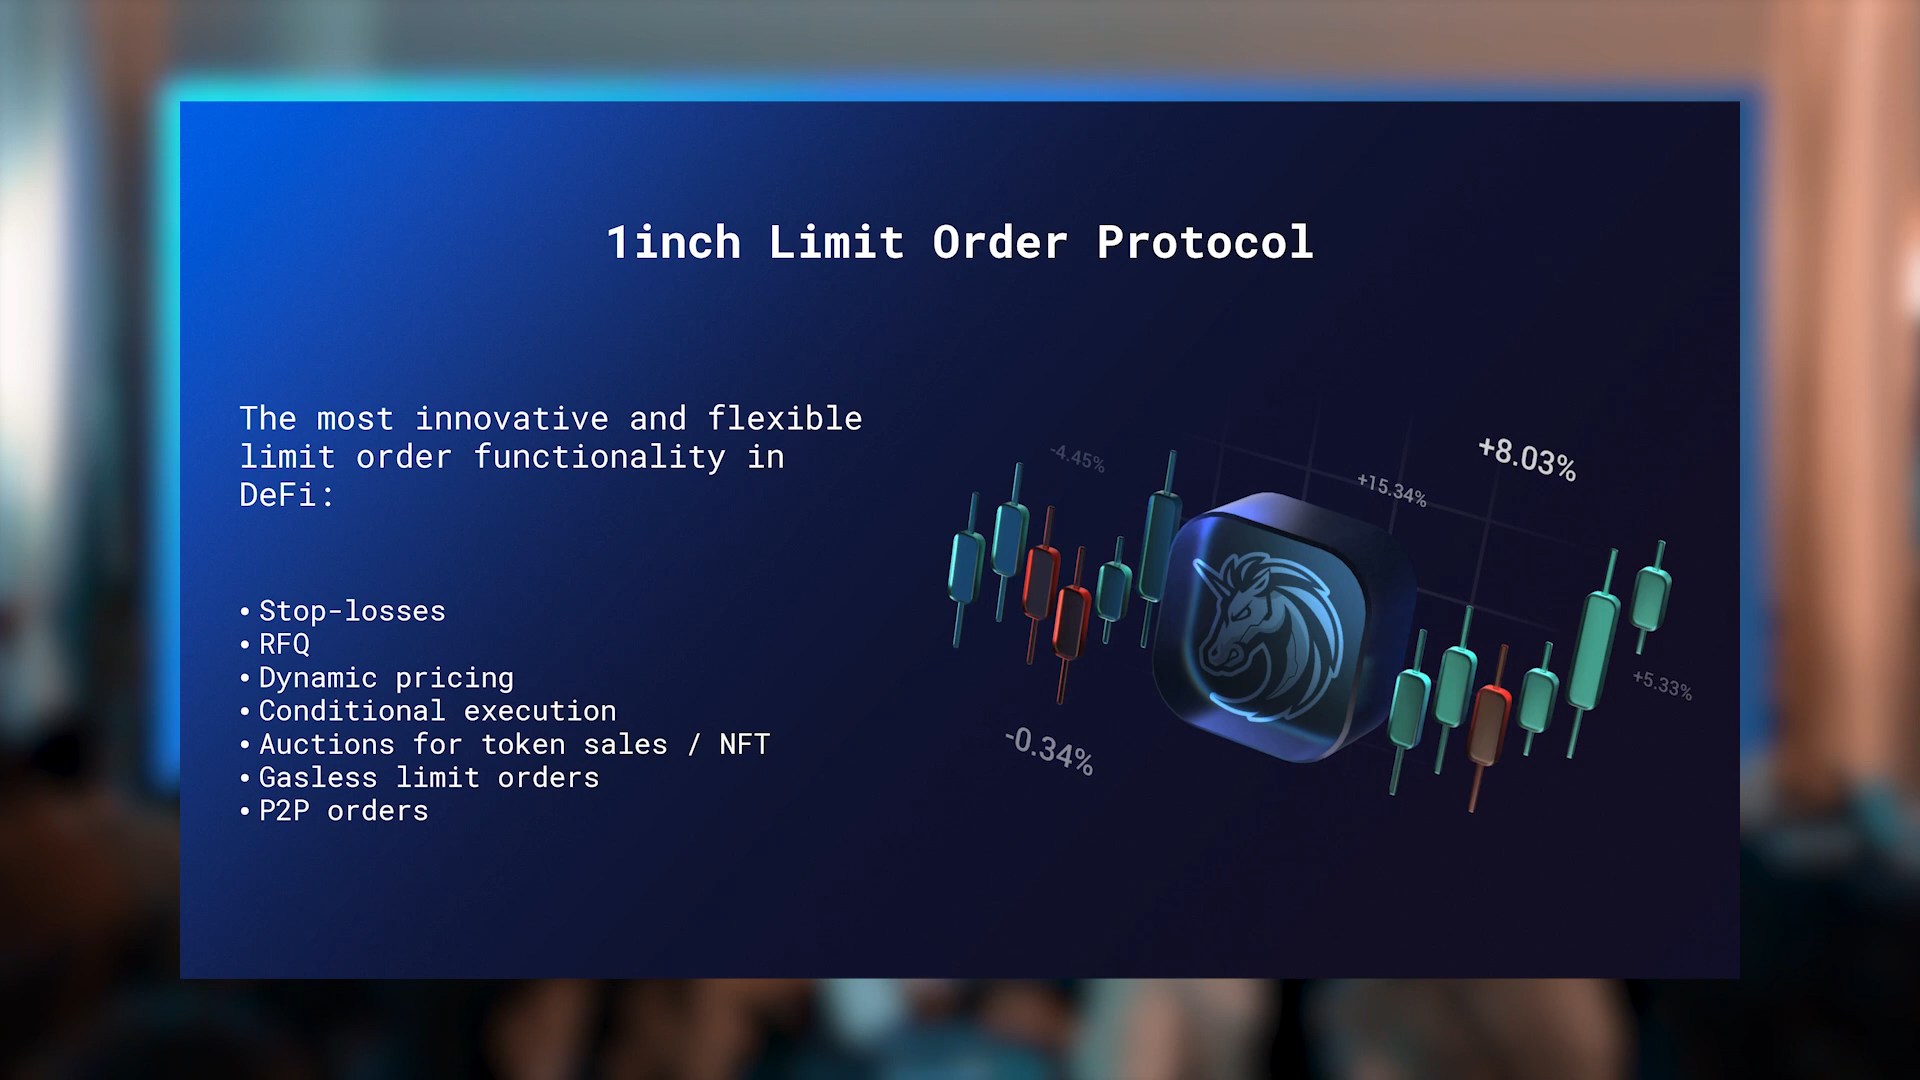 1inch Limit Order Protocol
The most innovative and flexible
limit order functionality in
DeFi:
• Stop-losses
• RFQ
• Dynamic pricing
• Conditional execution
• Auctions for token sales / NFT
• Gasless limit orders
• P2P orders
-4.45%
+15.34%
+8.03%
+5.33%
-0.34%